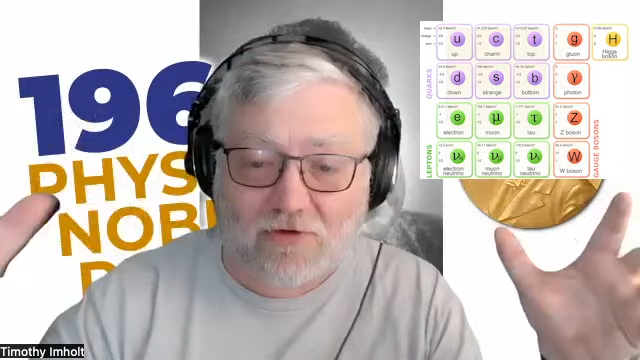 196
PHYS
NOB
u
c
t
g
H
up
charm
top
gluon
Higgs
boson
d
s
b
γ
down
strange
bottom
photon
QUARKS
e
μ
τ
Z
electron
muon
tau
Z boson
νe
νμ
ντ
W
electron
neutrino
muon
neutrino
tau
neutrino
W boson
LEPTONS
GAUGE BOSONS
Timothy Imholt